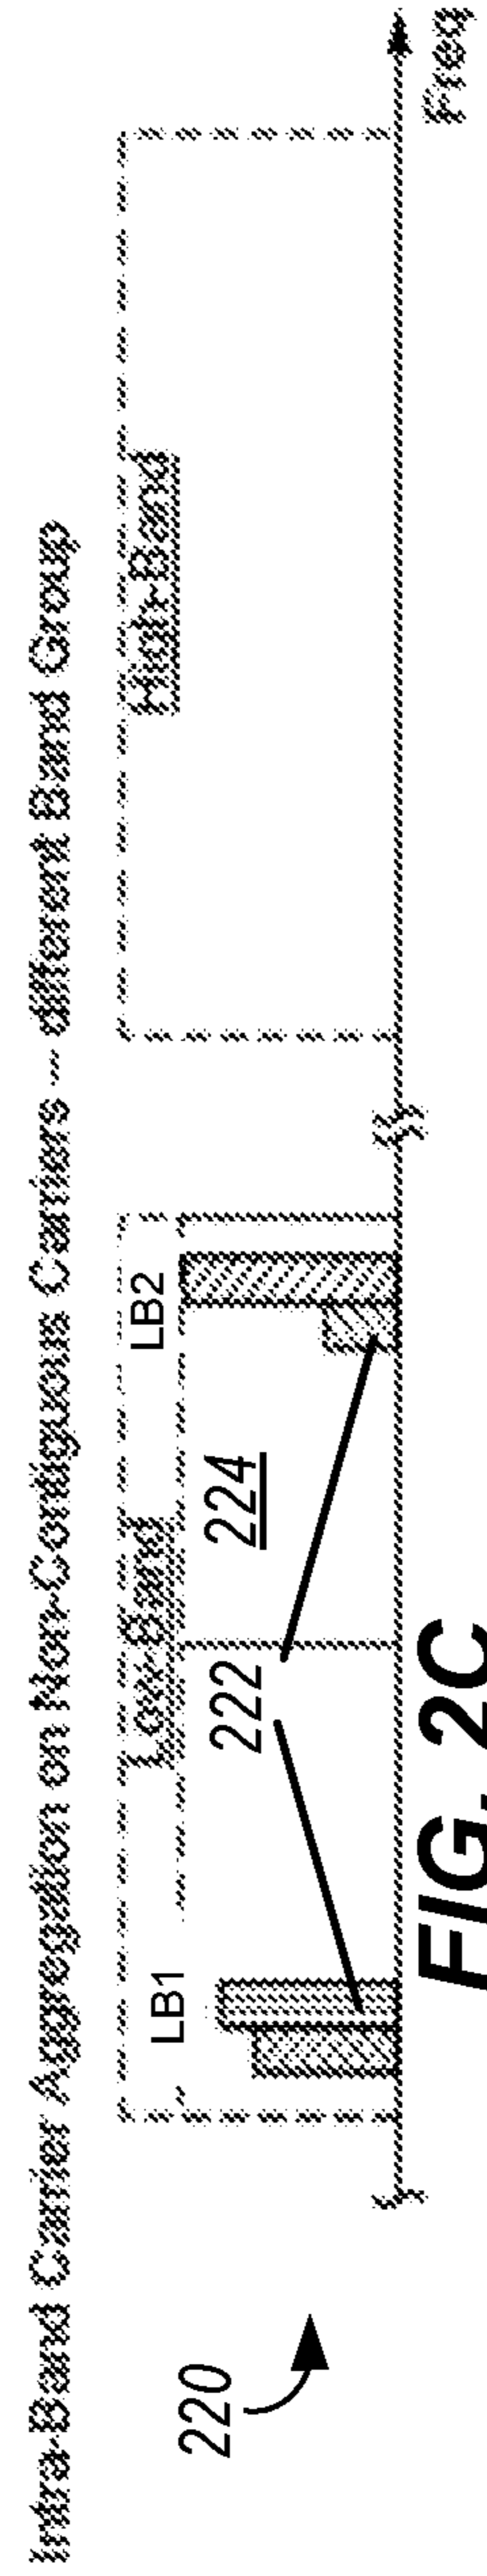 Intra-Band Carrier Aggregation on Non-Contiguous Carriers -- different Band Group
Low-Band
High-Band
LB1
LB2
222
224
220
Freq
FIG. 2C